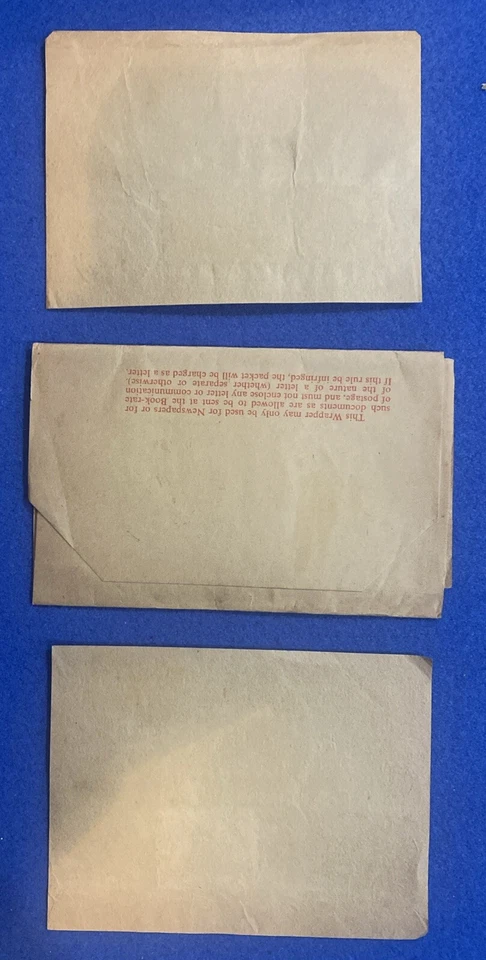 This Wrapper may only be used for Newspapers or for
such documents as are allowed to be sent at the Book-rate
of postage, and must not enclose any letter or communication
of the nature of a letter (whether separate or otherwise).
If this rule be infringed, the packet will be charged as a letter.